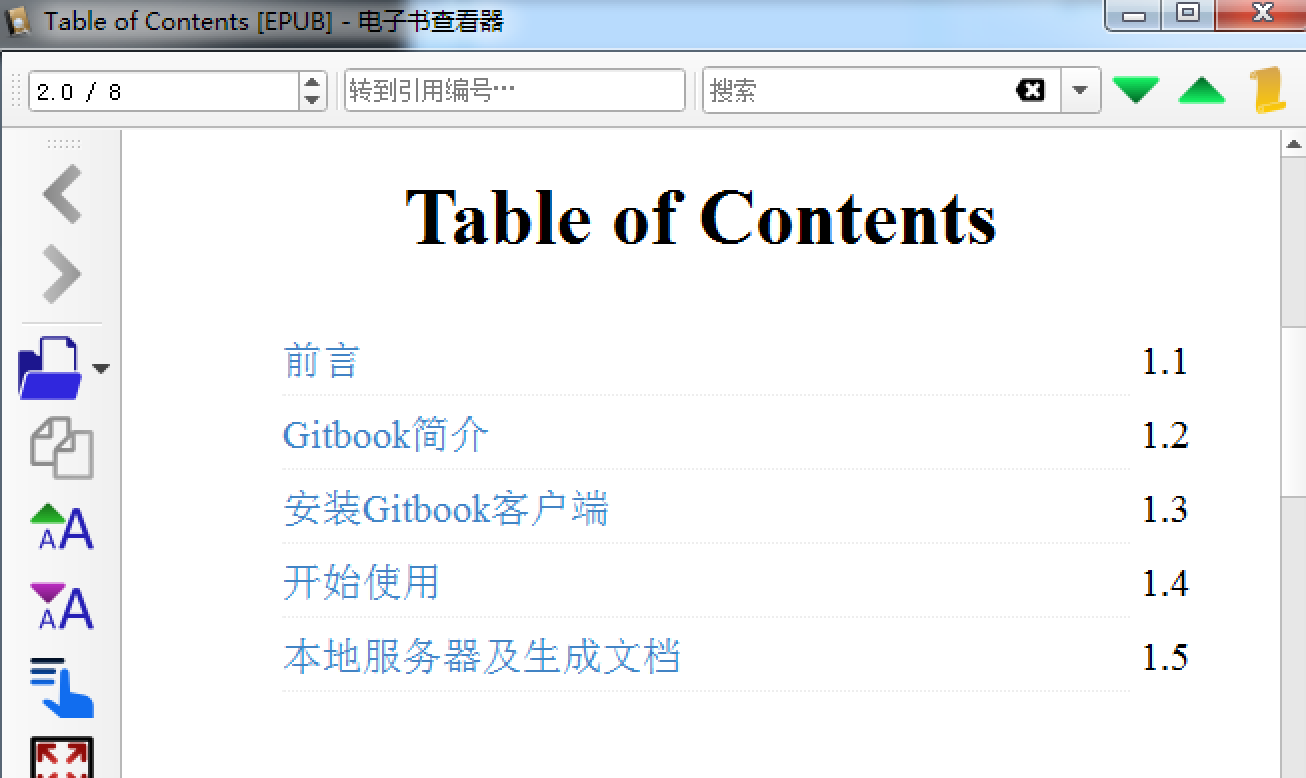 Table of Contents [EPUB] - 电子书查看器
2.0 / 8 转到引用编号… 搜索
Table of Contents
前言 1.1
Gitbook简介 1.2
安装Gitbook客户端 1.3
开始使用 1.4
本地服务器及生成文档 1.5